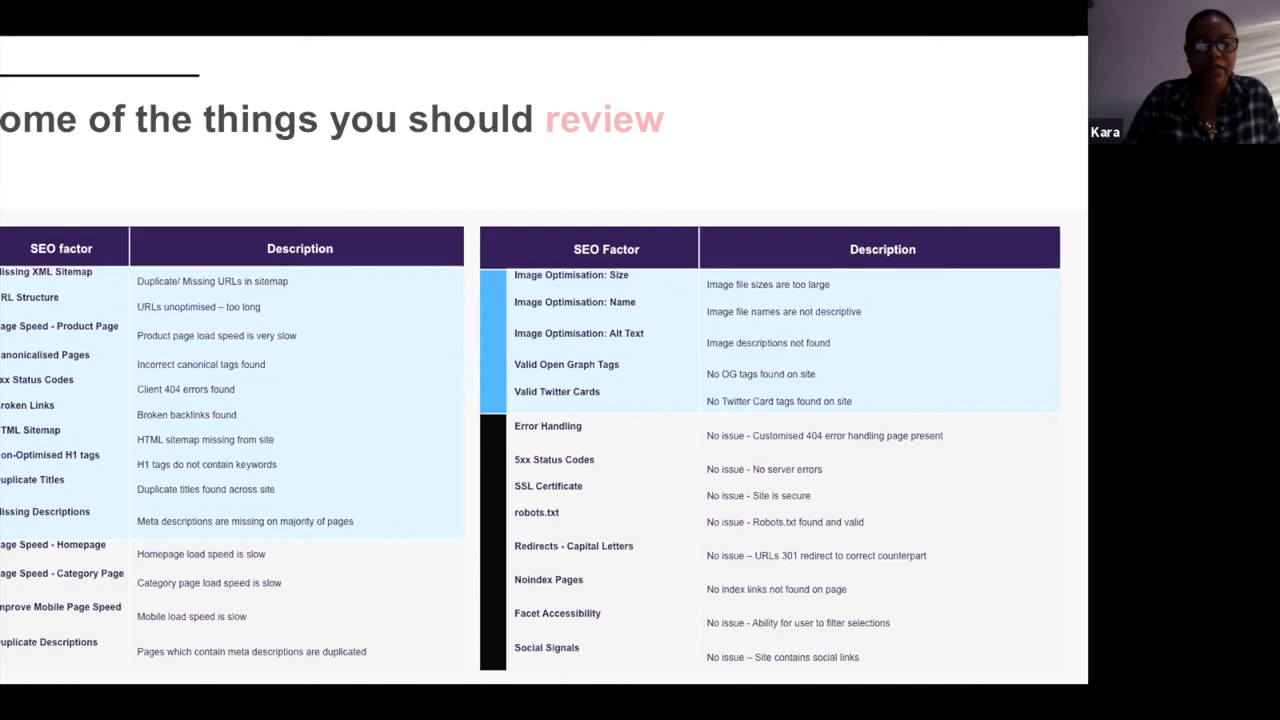 ome of the things you should review
Kara
SEO factor Description
issing XML Sitemap Duplicate/ Missing URLs in sitemap
RL Structure URLs unoptimised – too long
age Speed - Product Page Product page load speed is very slow
anonicalised Pages Incorrect canonical tags found
xx Status Codes Client 404 errors found
roken Links Broken backlinks found
TML Sitemap HTML sitemap missing from site
on-Optimised H1 tags H1 tags do not contain keywords
uplicate Titles Duplicate titles found across site
issing Descriptions Meta descriptions are missing on majority of pages
age Speed - Homepage Homepage load speed is slow
age Speed - Category Page Category page load speed is slow
mprove Mobile Page Speed Mobile load speed is slow
uplicate Descriptions Pages which contain meta descriptions are duplicated
SEO Factor Description
Image Optimisation: Size Image file sizes are too large
Image Optimisation: Name Image file names are not descriptive
Image Optimisation: Alt Text Image descriptions not found
Valid Open Graph Tags No OG tags found on site
Valid Twitter Cards No Twitter Card tags found on site
Error Handling No issue - Customised 404 error handling page present
5xx Status Codes No issue - No server errors
SSL Certificate No issue - Site is secure
robots.txt No issue - Robots.txt found and valid
Redirects - Capital Letters No issue – URLs 301 redirect to correct counterpart
Noindex Pages No index links not found on page
Facet Accessibility No issue - Ability for user to filter selections
Social Signals No issue – Site contains social links